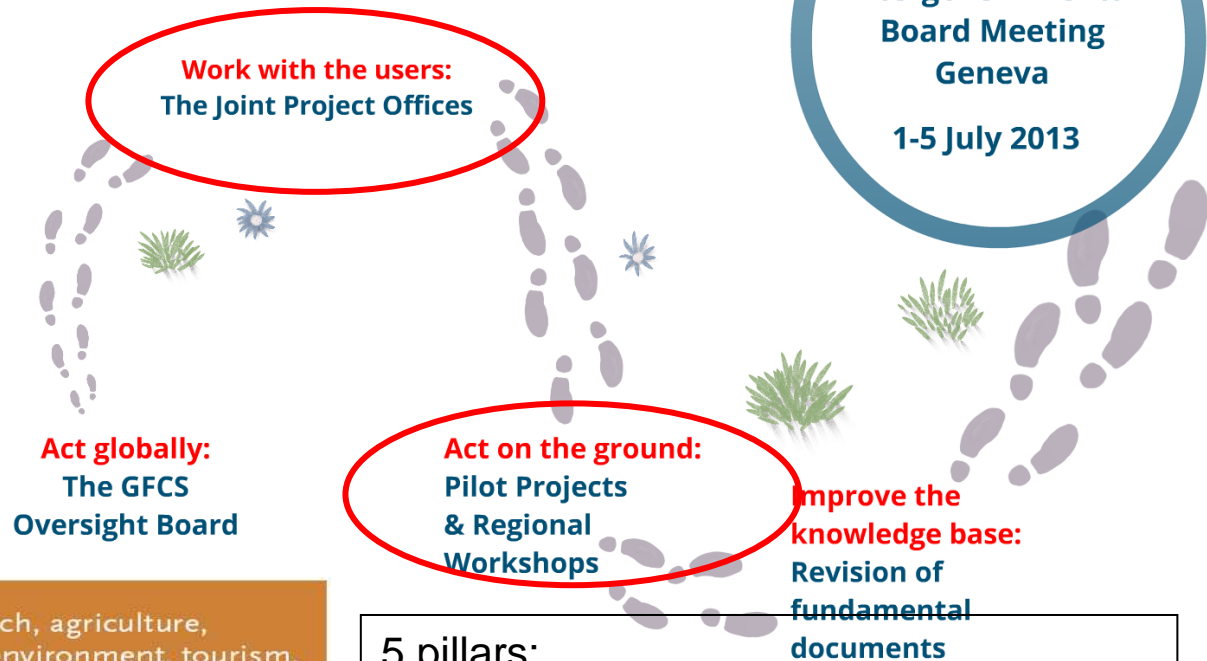 Board Meeting
Geneva
1-5 July 2013
Work with the users:
The Joint Project Offices
Act globally:
The GFCS
Oversight Board
Act on the ground:
Pilot Projects
& Regional
Workshops
Improve the
knowledge base:
Revision of
fundamental
documents
ch, agriculture,
environment, tourism,
5 pillars: